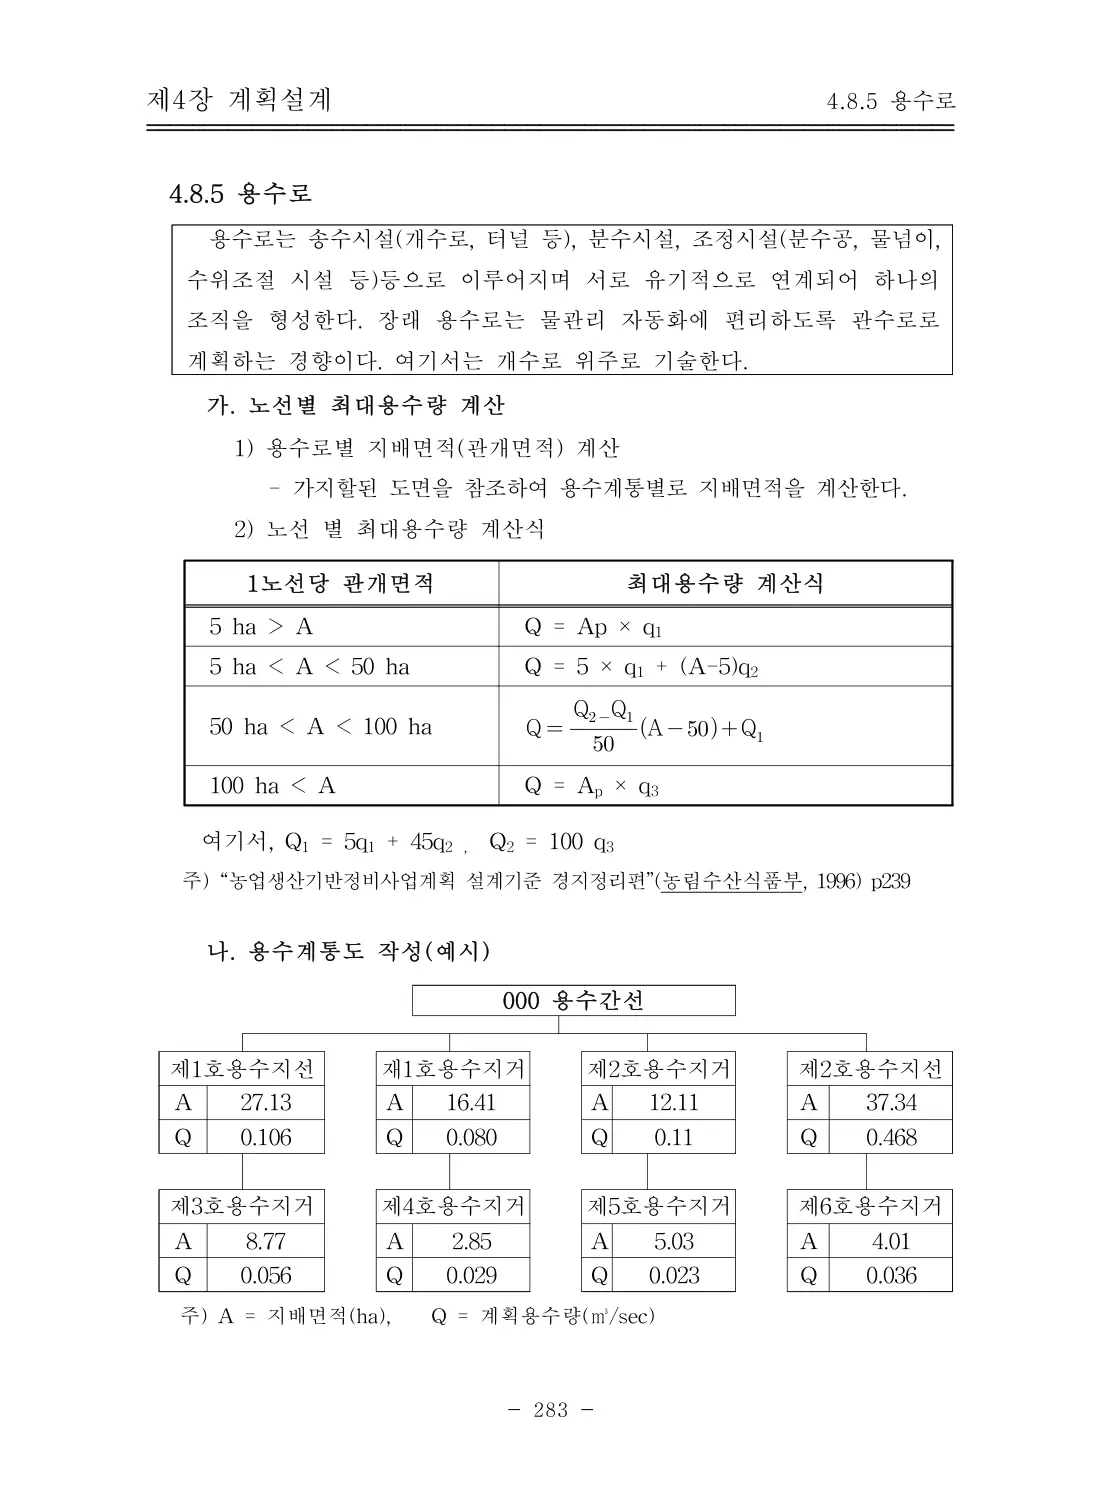 제4장 계획설계 4.8.5 용수로
4.8.5 용수로
용수로는 송수시설(개수로, 터널 등), 분수시설, 조정시설(분수공, 물넘이,
수위조절 시설 등)등으로 이루어지며 서로 유기적으로 연계되어 하나의
조직을 형성한다. 장래 용수로는 물관리 자동화에 편리하도록 관수로로
계획하는 경향이다. 여기서는 개수로 위주로 기술한다.
가. 노선별 최대용수량 계산
1) 용수로별 지배면적(관개면적) 계산
- 가지할된 도면을 참조하여 용수계통별로 지배면적을 계산한다.
2) 노선 별 최대용수량 계산식
1노선당 관개면적 최대용수량 계산식
5 ha > A Q = Ap × q₁
5 ha < A < 50 ha Q = 5 × q₁ + (A-5)q₂
50 ha < A < 100 ha Q = (Q₂-Q₁)/50 (A-50)+Q₁
100 ha < A Q = Aₚ × q₃
여기서, Q₁ = 5q₁ + 45q₂ , Q₂ = 100 q₃
주) “농업생산기반정비사업계획 설계기준 경지정리편”(농림수산식품부, 1996) p239
나. 용수계통도 작성(예시)
000 용수간선
제1호용수지선 재1호용수지거 제2호용수지거 제2호용수지선
A 27.13 A 16.41 A 12.11 A 37.34
Q 0.106 Q 0.080 Q 0.11 Q 0.468
제3호용수지거 제4호용수지거 제5호용수지거 제6호용수지거
A 8.77 A 2.85 A 5.03 A 4.01
Q 0.056 Q 0.029 Q 0.023 Q 0.036
주) A = 지배면적(ha), Q = 계획용수량(㎥/sec)
- 283 -